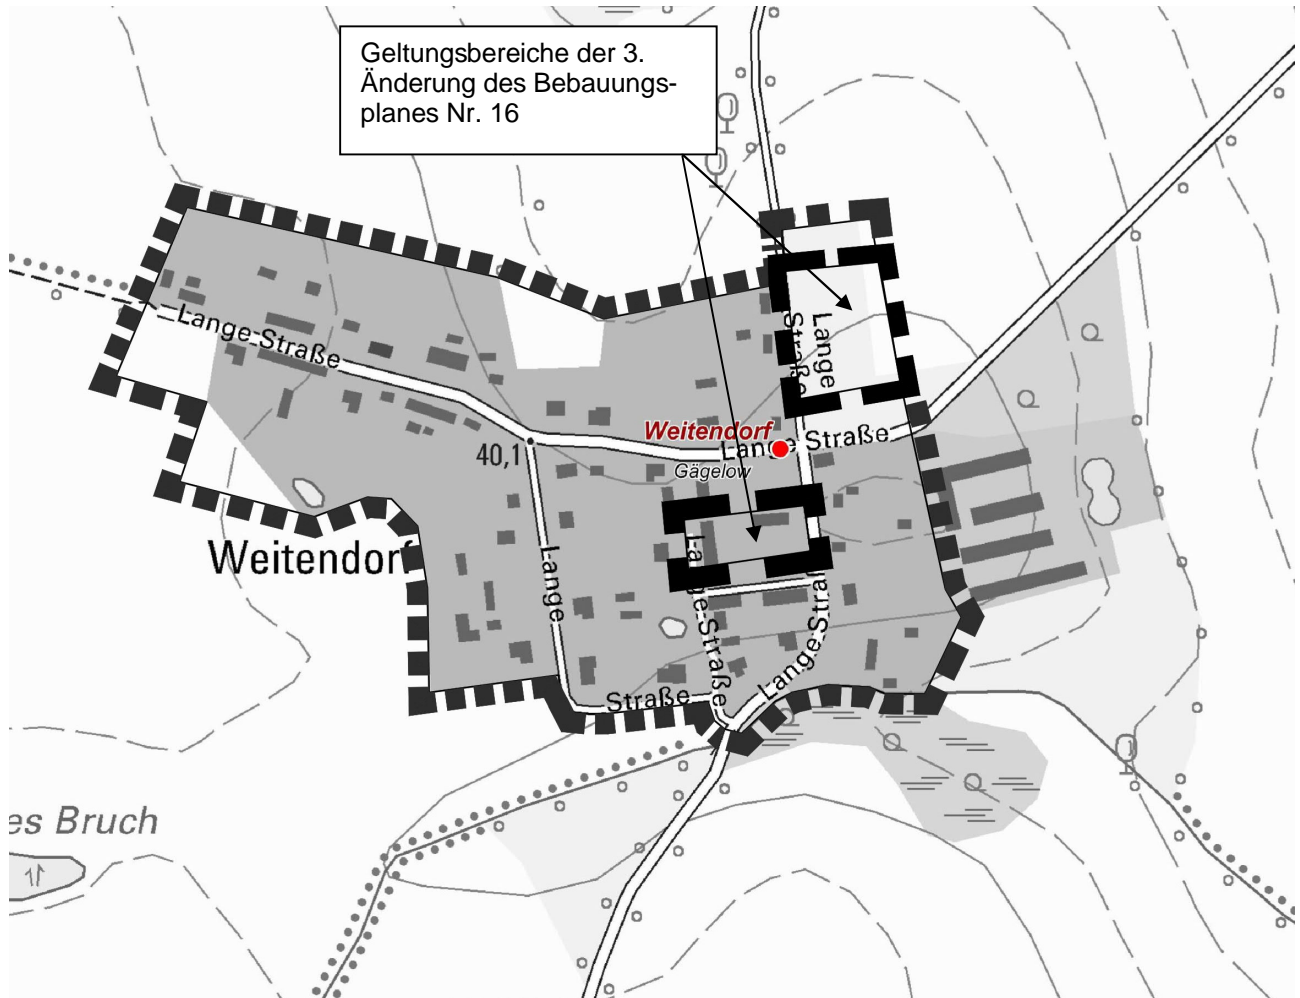 Geltungsbereiche der 3.
Änderung des Bebauungs-
planes Nr. 16
Lange Straße
Lange
Straße
Weitendorf
Lange Straße
Gägelow
40,1
Weitendorf
Lange
Straße
Lange Straße
Lange Straße
es Bruch